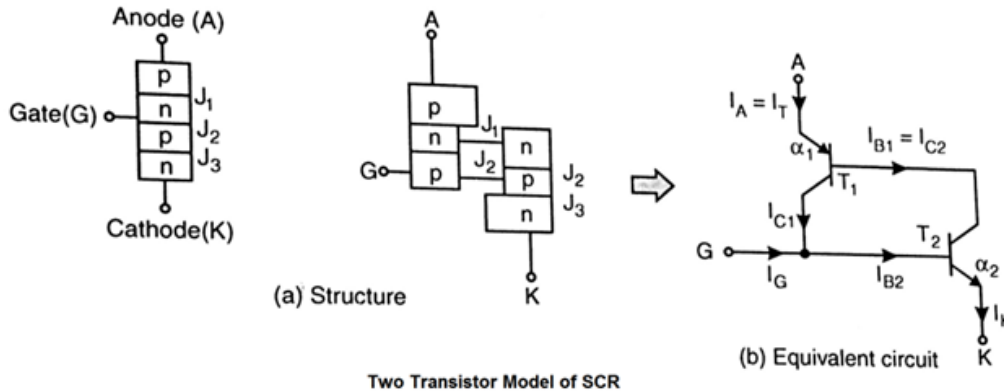 Anode (A)
p
n
p
n
J1
J2
J3
Gate(G)
Cathode(K)
A
p
n
p
J1
J2
n
p
n
J2
J3
G
K
(a) Structure
A
IA = IT
α1
T1
IB1 = IC2
IC1
G
IG
IB2
T2
α2
K
(b) Equivalent circuit
Two Transistor Model of SCR